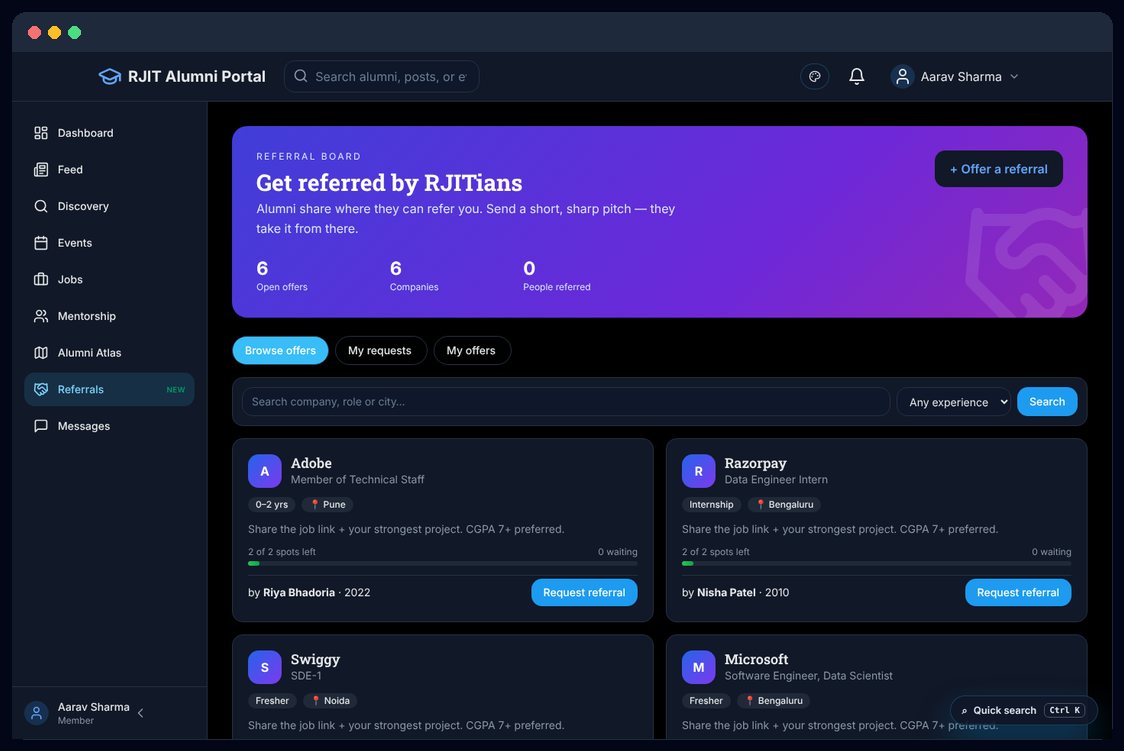 RJIT Alumni Portal
Search alumni, posts, or e
Aarav Sharma
Dashboard
Feed
Discovery
Events
Jobs
Mentorship
Alumni Atlas
Referrals NEW
Messages
Aarav Sharma
Member
REFERRAL BOARD
Get referred by RJITians
Alumni share where they can refer you. Send a short, sharp pitch — they
take it from there.
+ Offer a referral
6 6 0
Open offers Companies People referred
Browse offers My requests My offers
Search company, role or city...
Any experience
Search
A
Adobe
Member of Technical Staff
0–2 yrs 📍 Pune
Share the job link + your strongest project. CGPA 7+ preferred.
2 of 2 spots left 0 waiting
by Riya Bhadoria · 2022
Request referral
R
Razorpay
Data Engineer Intern
Internship 📍 Bengaluru
Share the job link + your strongest project. CGPA 7+ preferred.
2 of 2 spots left 0 waiting
by Nisha Patel · 2010
Request referral
S
Swiggy
SDE-1
Fresher 📍 Noida
Share the job link + your strongest project. CGPA 7+ preferred.
M
Microsoft
Software Engineer, Data Scientist
Fresher 📍 Bengaluru
Share the job link + your strongest project. CGPA 7+ preferred.
Quick search Ctrl K